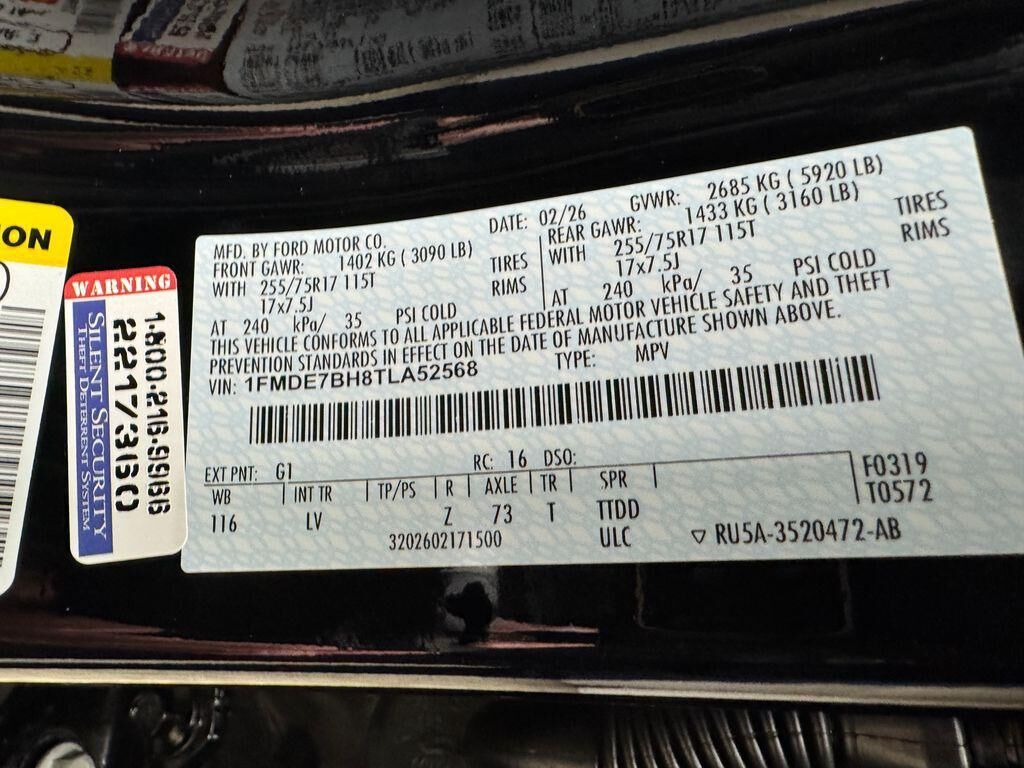 ION
WARNING
SILENT SECURITY
THEFT DETERRENT SYSTEM
2217360
1-800-216-9966
MFD. BY FORD MOTOR CO.
DATE: 02/26
GVWR: 2685 KG ( 5920 LB)
FRONT GAWR: 1402 KG ( 3090 LB)
WITH 255/75R17 115T TIRES
17x7.5J RIMS
AT 240 kPa/ 35 PSI COLD
REAR GAWR: 1433 KG ( 3160 LB)
WITH 255/75R17 115T TIRES
17x7.5J RIMS
AT 240 kPa/ 35 PSI COLD
THIS VEHICLE CONFORMS TO ALL APPLICABLE FEDERAL MOTOR VEHICLE SAFETY AND THEFT
PREVENTION STANDARDS IN EFFECT ON THE DATE OF MANUFACTURE SHOWN ABOVE.
VIN: 1FMDE7BH8TLA52568 TYPE: MPV
EXT PNT: G1 RC: 16 DSO:
WB INT TR TP/PS R AXLE TR SPR
F0319
T0572
116 LV Z 73 T TTDD
3202602171500 ULC ▽ RU5A-3520472-AB